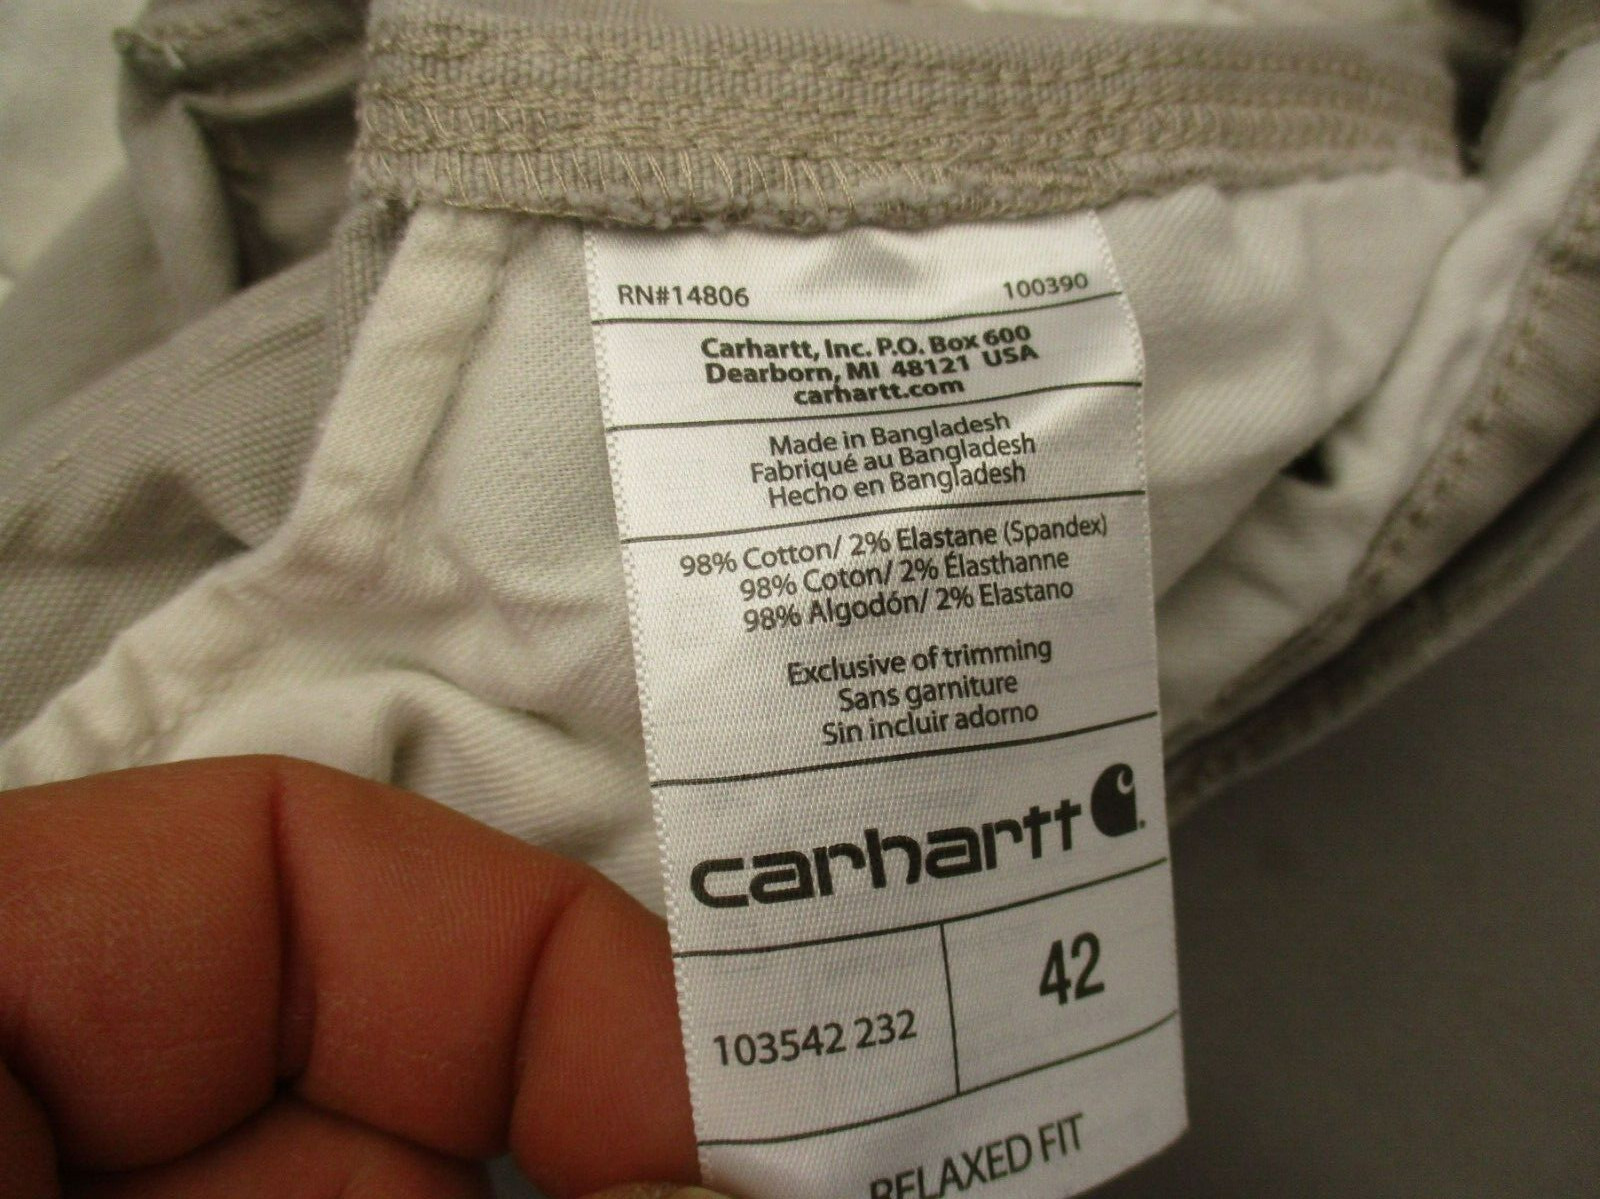 RN#14806 100390
Carhartt, Inc. P.O. Box 600
Dearborn, MI 48121 USA
carhartt.com
Made in Bangladesh
Fabriqué au Bangladesh
Hecho en Bangladesh
98% Cotton/ 2% Elastane (Spandex)
98% Coton/ 2% Élasthanne
98% Algodón/ 2% Elastano
Exclusive of trimming
Sans garniture
Sin incluir adorno
carhartt
103542 232 42
RELAXED FIT